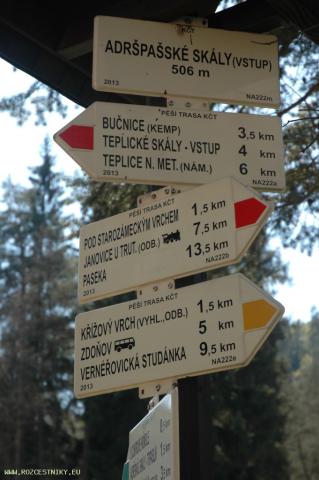 KČT
ADRŠPAŠSKÉ SKÁLY (VSTUP)
506 m
2013 NA222m
PĚŠÍ TRASA KČT
BUČNICE (KEMP) 3,5 km
TEPLICKÉ SKÁLY - VSTUP 4 km
TEPLICE N. MET. (NÁM.) 6 km
2013 NA222a
PĚŠÍ TRASA KČT
POD STAROZÁMECKÝM VRCHEM 1,5 km
JANOVICE U TRUT. (ODB.) 7,5 km
PASEKA 13,5 km
2013 NA222b
PĚŠÍ TRASA KČT
KŘÍŽOVÝ VRCH (VYHL., ODB.) 1,5 km
ZDOŇOV 5 km
VERNÉŘOVICKÁ STUDÁNKA 9,5 km
2013 NA222e
WWW.ROZCESTNIKY.EU